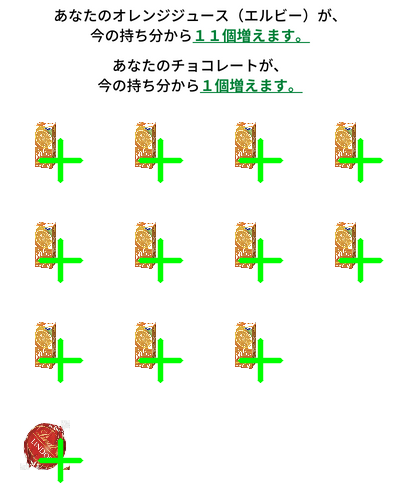 あなたのオレンジジュース（エルビー）が、
今の持ち分から１１個増えます。
あなたのチョコレートが、
今の持ち分から１個増えます。